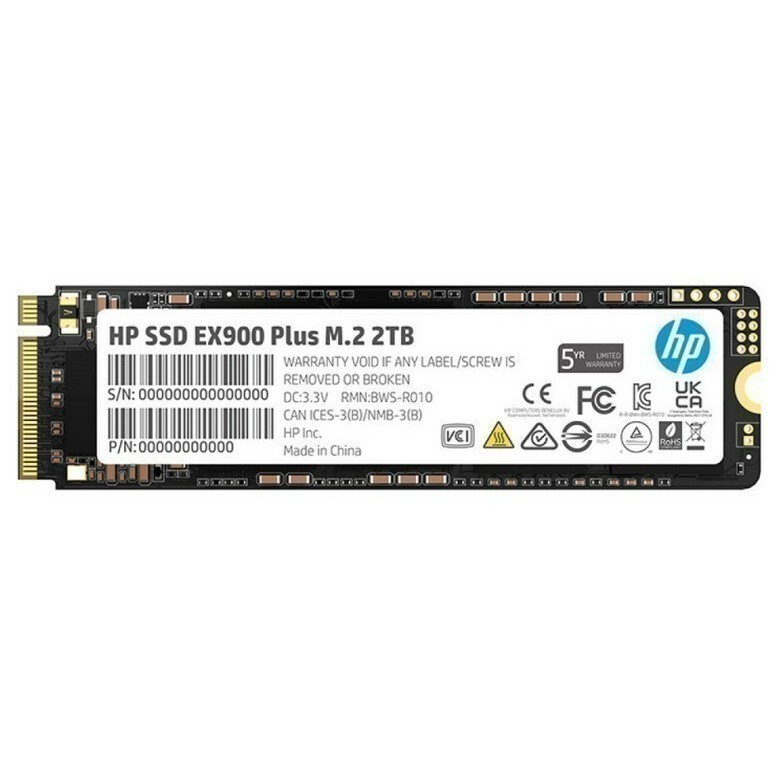 HP SSD EX900 Plus M.2 2TB
WARRANTY VOID IF ANY LABEL/SCREW IS
REMOVED OR BROKEN
DC:3.3V RMN:BWS-R010
CAN ICES-3(B)/NMB-3(B)
HP Inc.
Made in China
S/N: 000000000000000
P/N: 00000000000
5YR LIMITED
WARRANTY
hp
CE
FC
UK
CA
VCI
RoHS